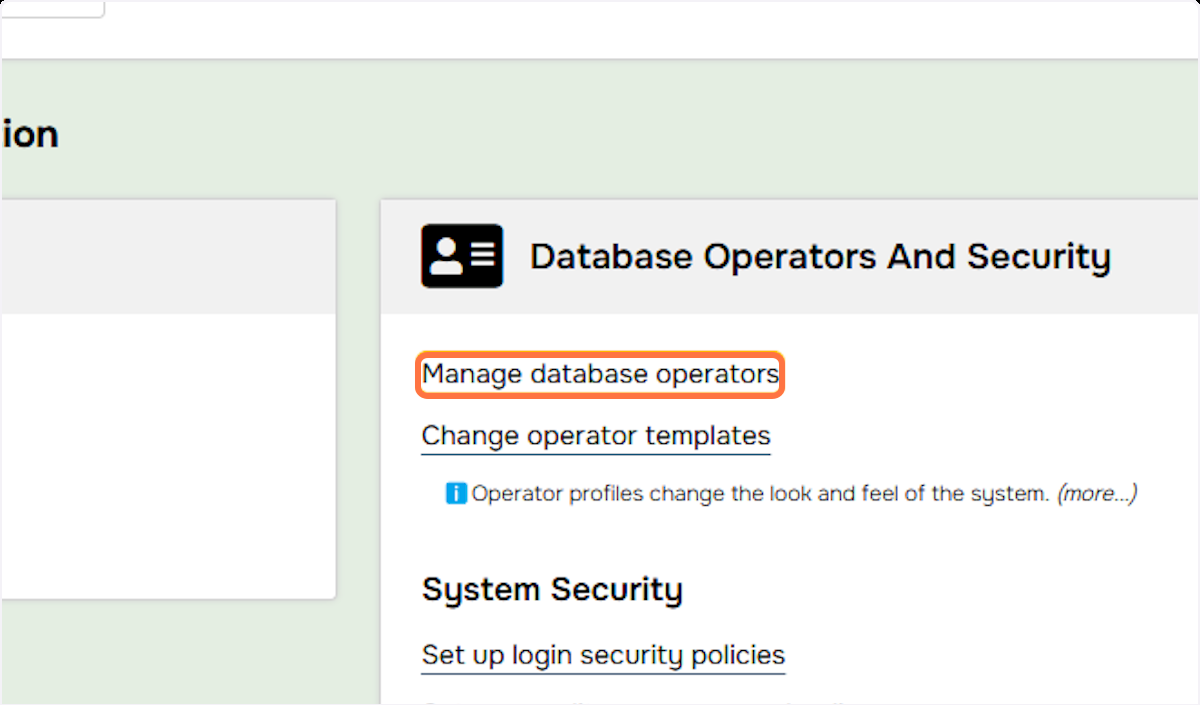 ion
Database Operators And Security
Manage database operators
Change operator templates
i Operator profiles change the look and feel of the system. (more...)
System Security
Set up login security policies